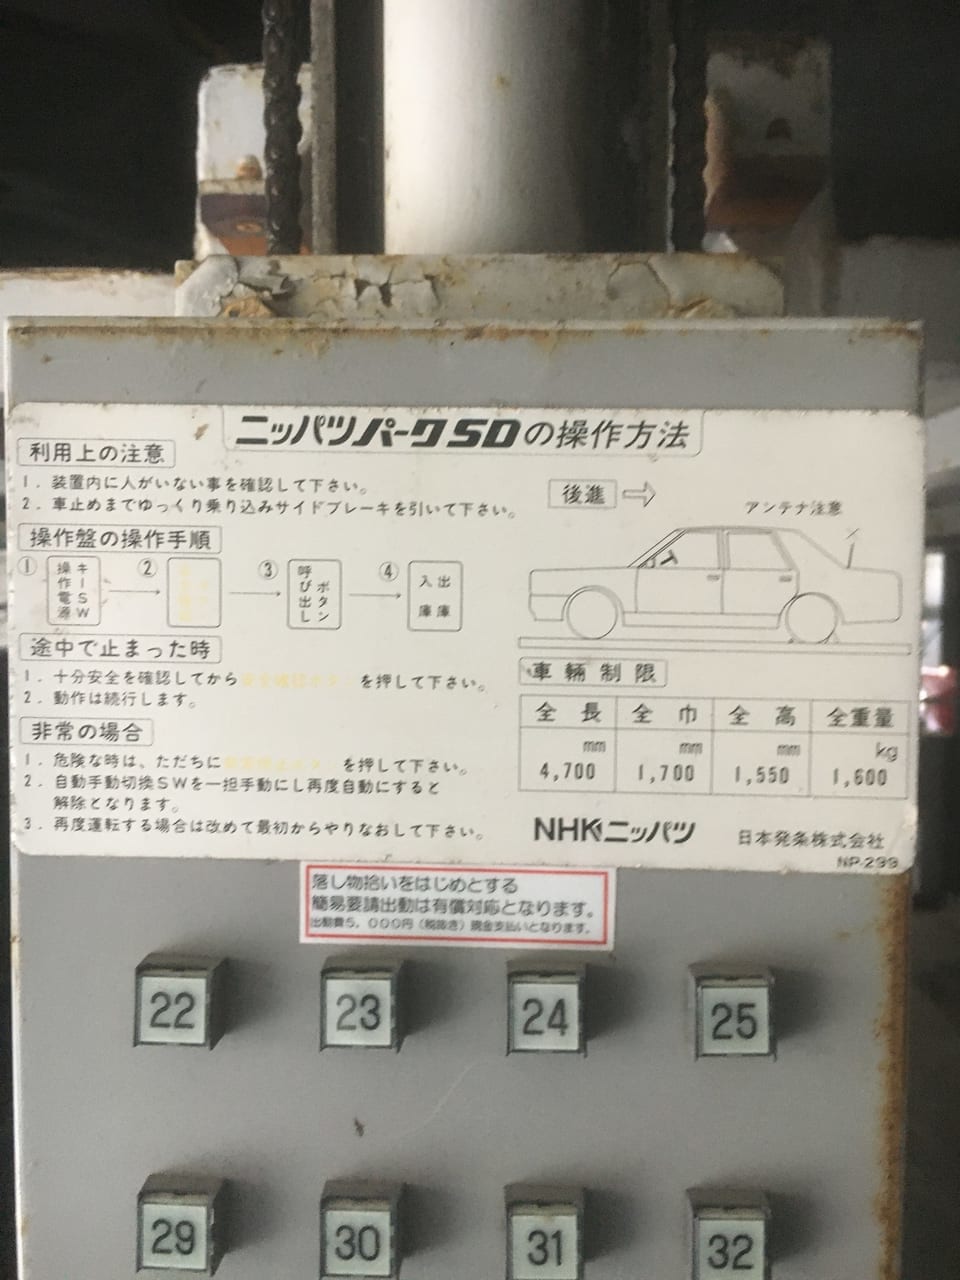 ニッパツパークSDの操作方法
利用上の注意
1. 装置内に人がいない事を確認して下さい。
2. 車止めまでゆっくり乗り込みサイドブレーキを引いて下さい。
操作盤の操作手順
① 操作電源 キーSW
②
③ 呼び出し ボタン
④ 入庫 出庫
途中で止まった時
1. 十分安全を確認してから安全確認ボタンを押して下さい。
2. 動作は続行します。
非常の場合
1. 危険な時は、ただちに を押して下さい。
2. 自動手動切換SWを一担手動にし再度自動にすると
解除となります。
3. 再度運転する場合は改めて最初からやりなおして下さい。
後進 ⇨
アンテナ注意
車輛制限
全長 全巾 全高 全重量
mm mm mm kg
4,700 1,700 1,550 1,600
NHKニッパツ 日本発条株式会社
NP-299
落し物拾いをはじめとする
簡易要請出動は有償対応となります。
出動費5,000円(税抜き)現金支払いとなります。
22 23 24 25
29 30 31 32